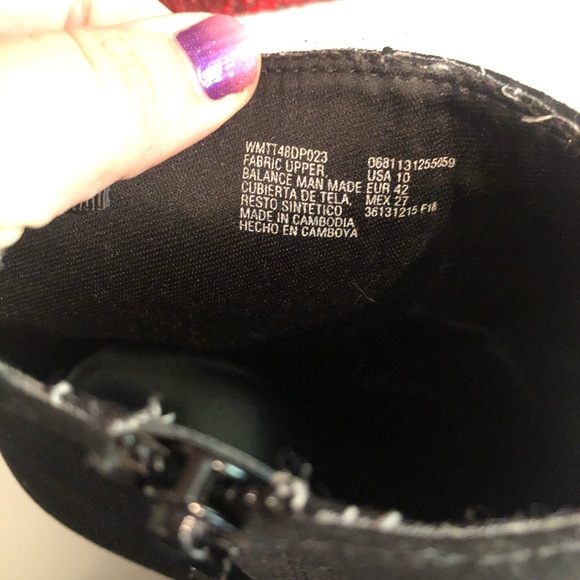 WMTT48DP023
FABRIC UPPER.
BALANCE MAN MADE
CUBIERTA DE TELA.
RESTO SINTETICO
MADE IN CAMBODIA
HECHO EN CAMBOYA
USA 10
EUR 42
MEX 27
36131215 F18